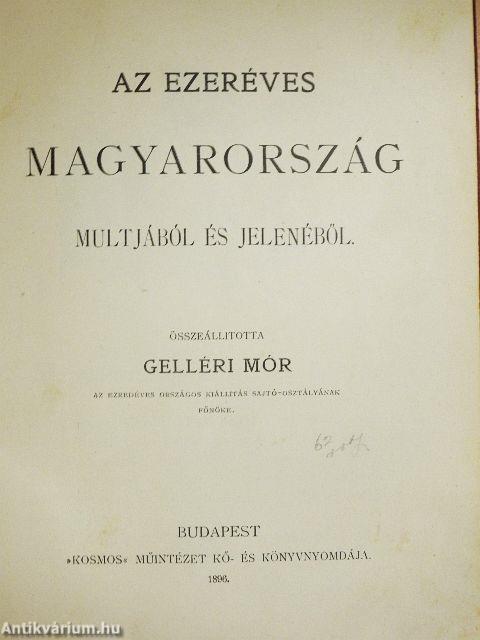 AZ EZERÉVES
MAGYARORSZÁG
MULTJÁBÓL ÉS JELENÉBŐL.
ÖSSZEÁLLITOTTA
GELLÉRI MÓR
AZ EZREDÉVES ORSZÁGOS KIÁLLITÁS SAJTÓ-OSZTÁLYÁNAK
FŐNÖKE.
BUDAPEST
»KOSMOS« MŰINTÉZET KŐ- ÉS KÖNYVNYOMDÁJA.
1896.
Antikvárium.hu